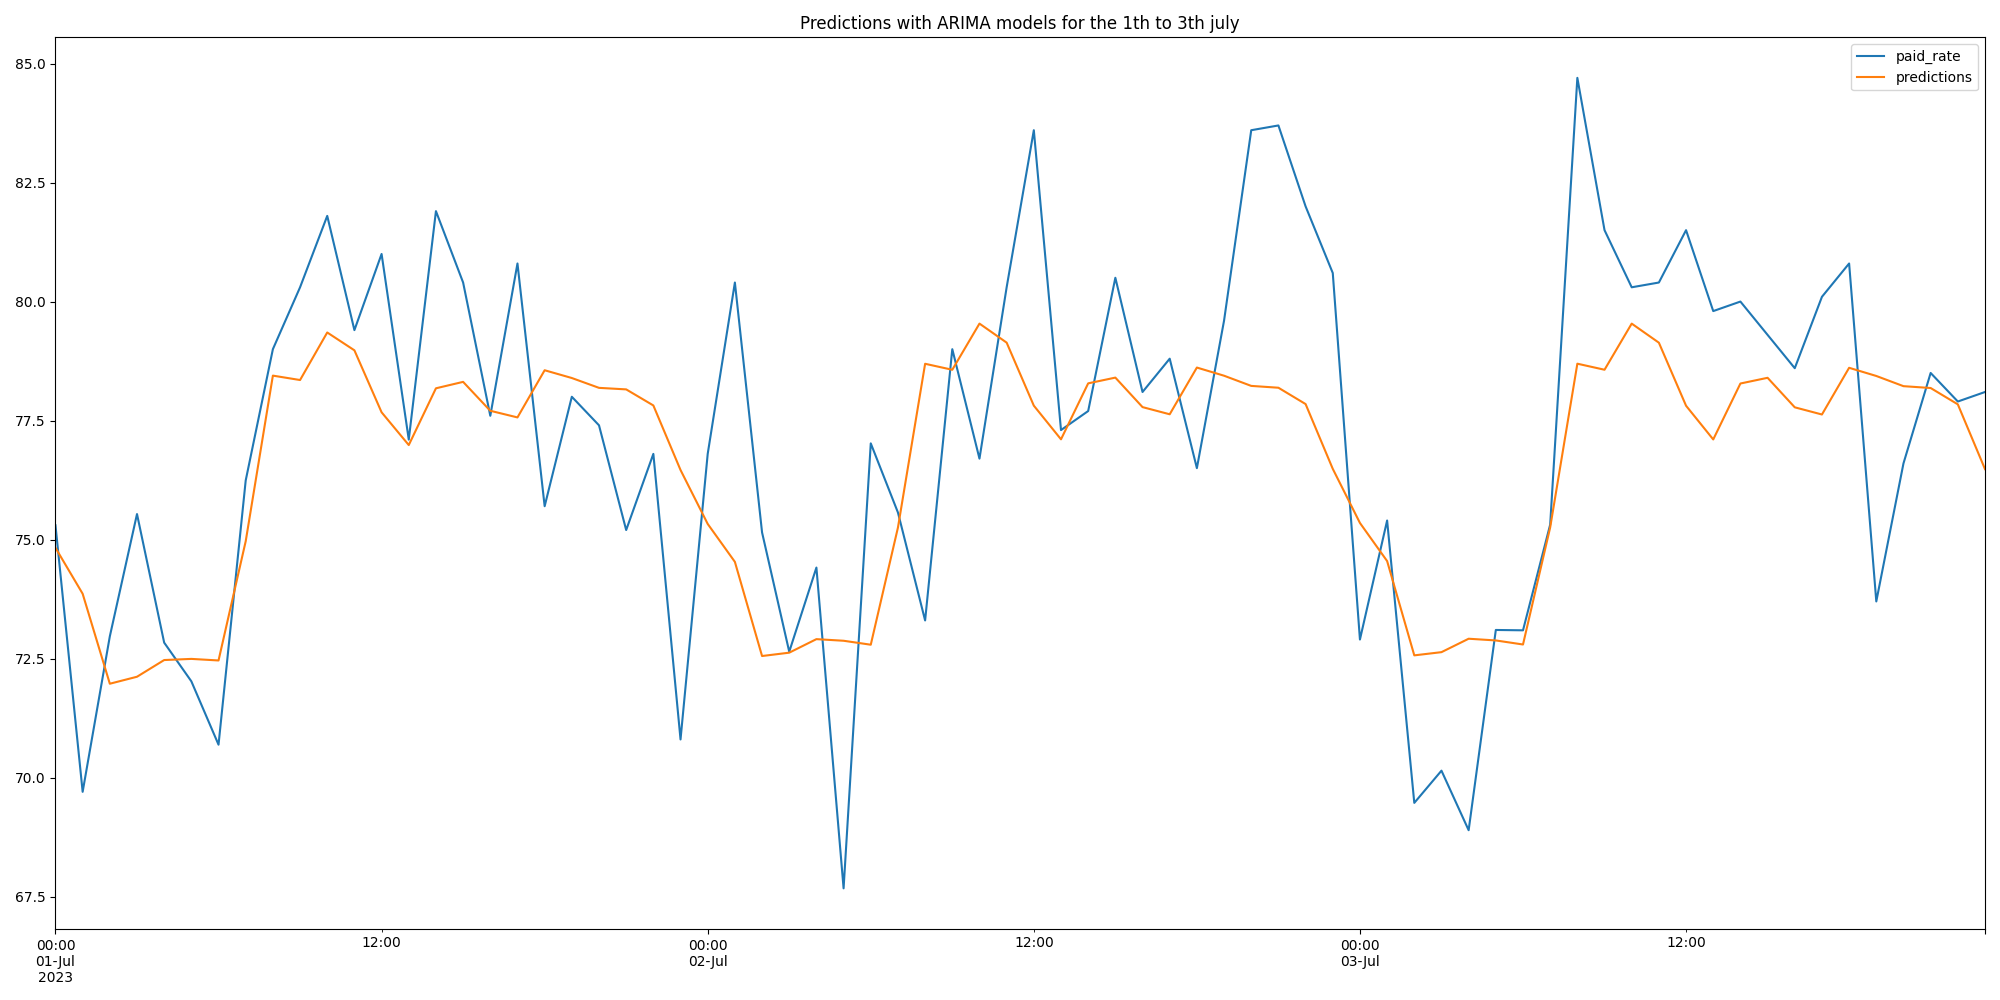 Predictions with ARIMA models for the 1th to 3th july
paid_rate
predictions
85.0
82.5
80.0
77.5
75.0
72.5
70.0
67.5
00:00
01-Jul
2023
12:00
00:00
02-Jul
12:00
00:00
03-Jul
12:00